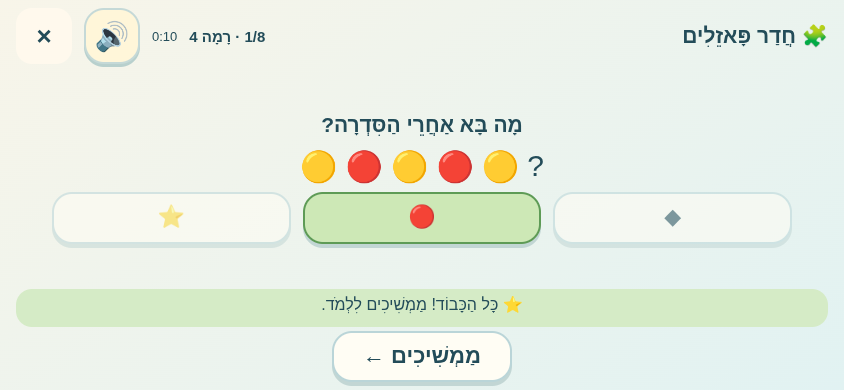 🧩 חֲדַר פָּאזֵלִים
1/8 · רָמָה 4
0:10
🔊
✕
מָה בָּא אַחֲרֵי הַסִּדְרָה?
🟡 🔴 🟡 🔴 🟡 ?
⭐ 🔴 ◆
⭐ כָּל הַכָּבוֹד! מַמְשִׁיכִים לִלְמֹד.
מַמְשִׁיכִים ←